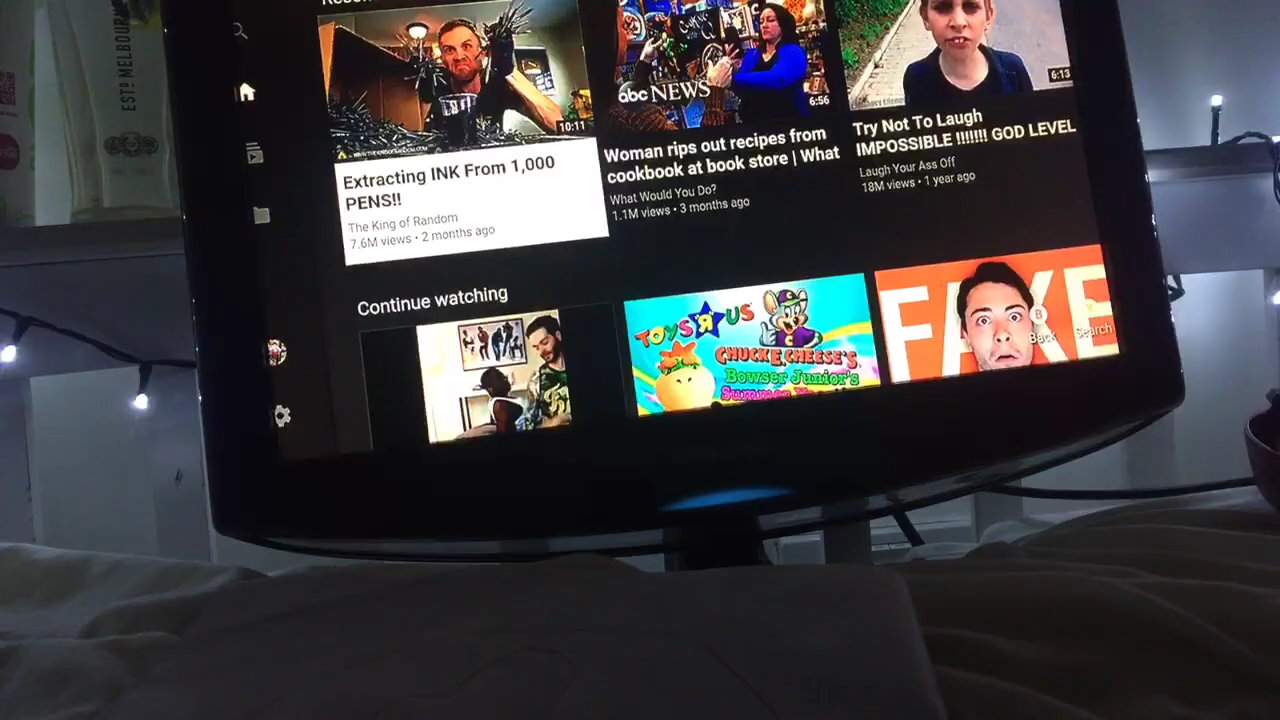 ESTD MELBOURN
abc NEWS
10:11
6:56
6:13
Extracting INK From 1,000
PENS!!
The King of Random
7.6M views • 2 months ago
Woman rips out recipes from
cookbook at book store | What
What Would You Do?
1.1M views • 3 months ago
Try Not To Laugh
IMPOSSIBLE !!!!!!! GOD LEVEL
Laugh Your Ass Off
18M views • 1 year ago
Continue watching
TOYS R US
CHUCK E. CHEESE'S
Bowser Junior's
Summer
FAKE
B
Back
Search